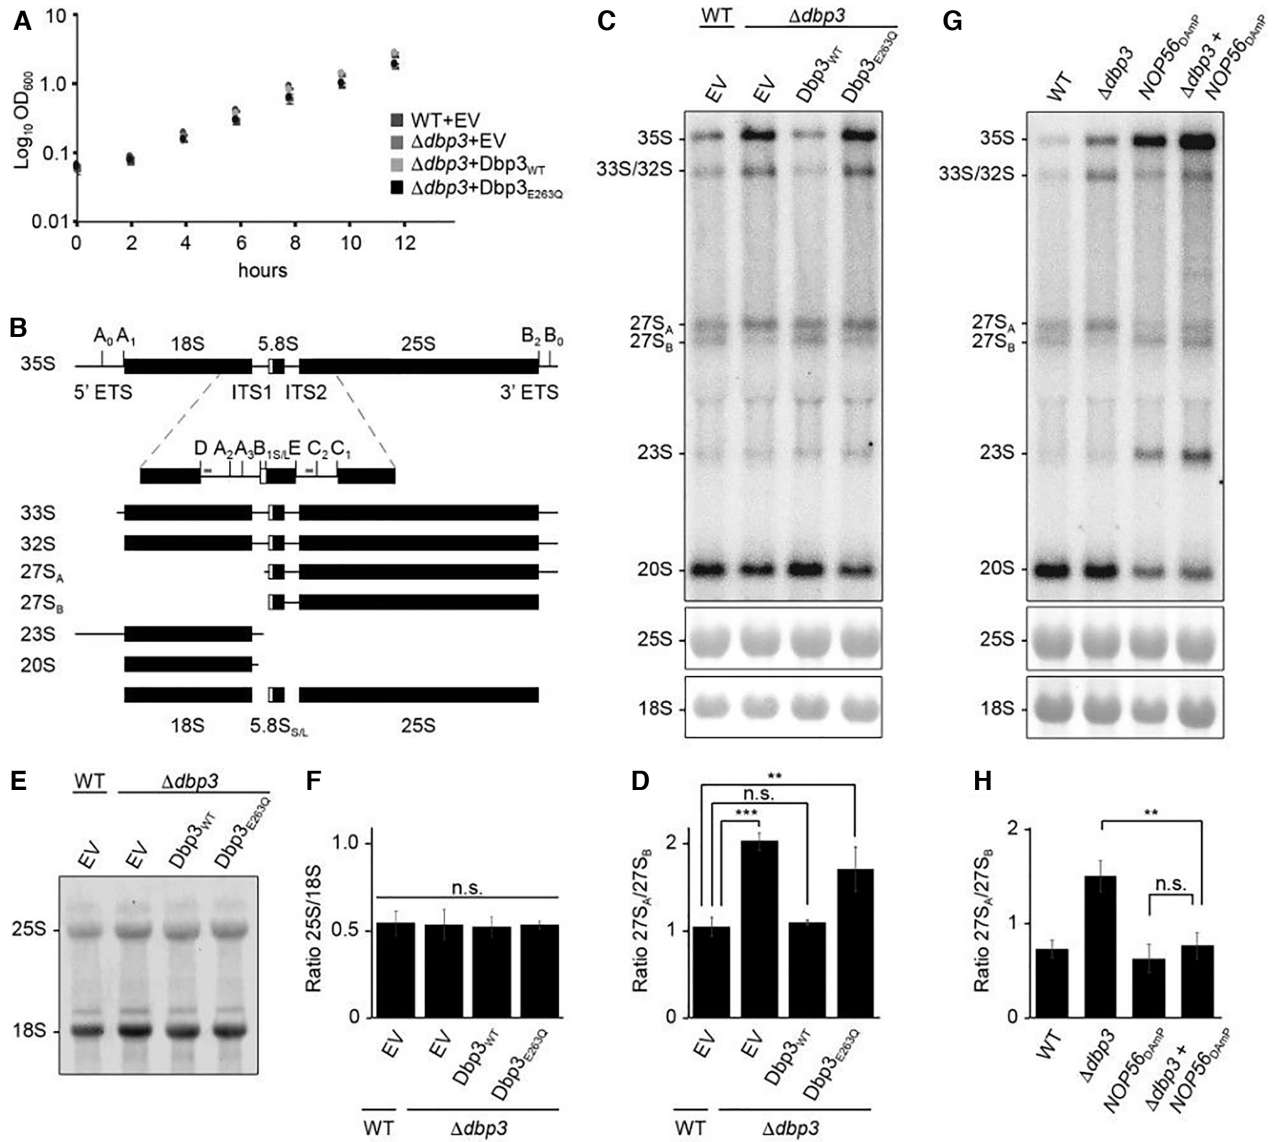 A
10
1.0
0.1
0.01
Log10 OD600
0 2 4 6 8 10 12
hours
WT+EV
Δdbp3+EV
Δdbp3+Dbp3WT
Δdbp3+Dbp3E263Q
B
A0 A1 18S 5.8S 25S B2 B0
35S
5' ETS ITS1 ITS2 3' ETS
D A2 A3 B1S/L E C2 C1
33S
32S
27SA
27SB
23S
20S
18S 5.8SS/L 25S
C
WT Δdbp3
EV EV Dbp3WT Dbp3E263Q
35S
33S/32S
27SA
27SB
23S
20S
25S
18S
G
WT Δdbp3 NOP56DAmP Δdbp3 + NOP56DAmP
35S
33S/32S
27SA
27SB
23S
20S
25S
18S
E
WT Δdbp3
EV EV Dbp3WT Dbp3E263Q
25S
18S
F
1.0
0.5
0
Ratio 25S/18S
n.s.
EV EV Dbp3WT Dbp3E263Q
WT Δdbp3
D
**
n.s.
***
2
1
0
Ratio 27SA/27SB
EV EV Dbp3WT Dbp3E263Q
WT Δdbp3
H
**
n.s.
2
1
0
Ratio 27SA/27SB
WT Δdbp3 NOP56DAmP Δdbp3 + NOP56DAmP